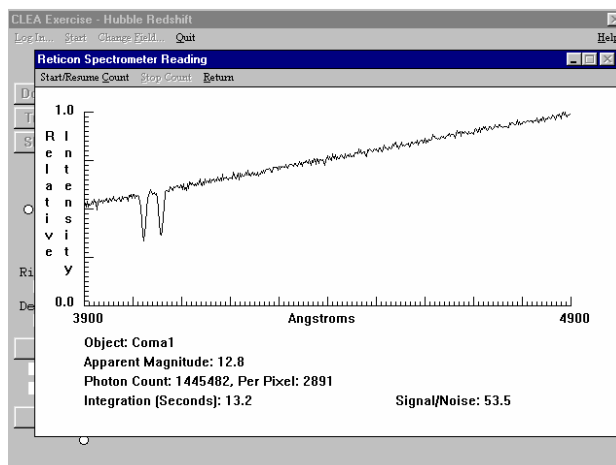 CLEA Exercise - Hubble Redshift
Log In... Start Change Field... Quit Help
Reticon Spectrometer Reading
Start/Resume Count Stop Count Return
1.0
Relative Intensity
0.0
3900 Angstroms 4900
Object: Coma1
Apparent Magnitude: 12.8
Photon Count: 1445482, Per Pixel: 2891
Integration (Seconds): 13.2 Signal/Noise: 53.5